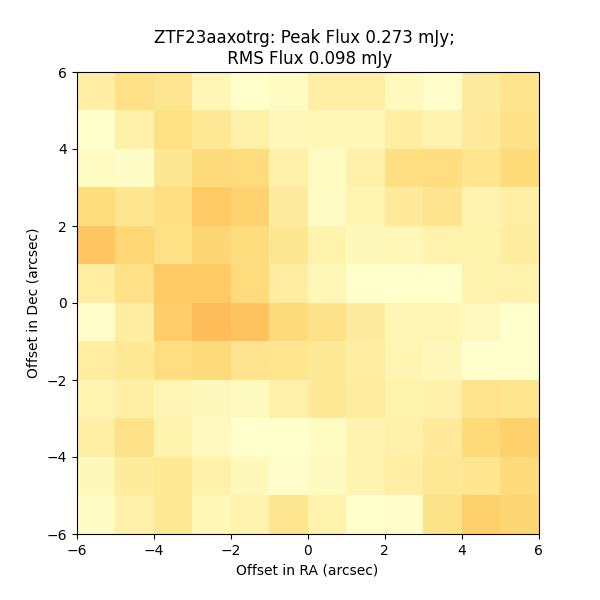 ZTF23aaxotrg: Peak Flux 0.273 mJy;
RMS Flux 0.098 mJy
6
4
2
0
−2
−4
−6
Offset in Dec (arcsec)
−6 −4 −2 0 2 4 6
Offset in RA (arcsec)